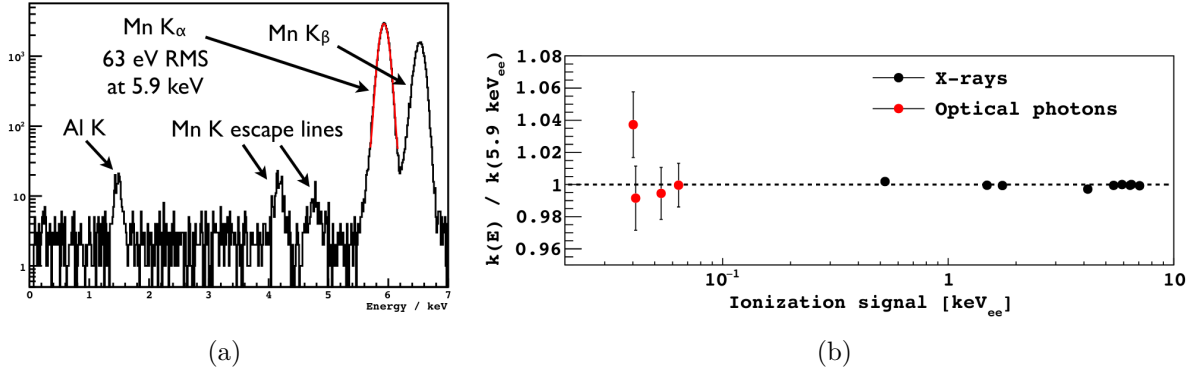 Mn Kα
63 eV RMS
at 5.9 keV
Mn Kβ
Al K
Mn K escape lines
10³
10²
10
1
0 1 2 3 4 5 6 7
Energy / keV
(a)
k(E) / k(5.9 keVee)
1.08
1.06
1.04
1.02
1
0.98
0.96
X-rays
Optical photons
10⁻¹ 1 10
Ionization signal [keVee]
(b)